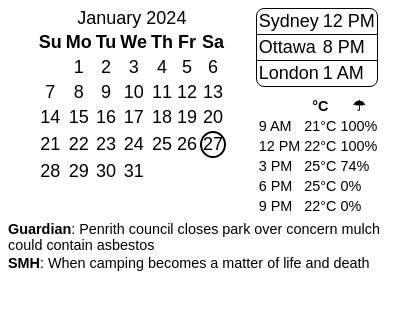 January 2024
Su Mo Tu We Th Fr Sa
1 2 3 4 5 6
7 8 9 10 11 12 13
14 15 16 17 18 19 20
21 22 23 24 25 26 27
28 29 30 31
Sydney 12 PM
Ottawa 8 PM
London 1 AM
°C ☂
9 AM 21°C 100%
12 PM 22°C 100%
3 PM 25°C 74%
6 PM 25°C 0%
9 PM 22°C 0%
Guardian: Penrith council closes park over concern mulch
could contain asbestos
SMH: When camping becomes a matter of life and death